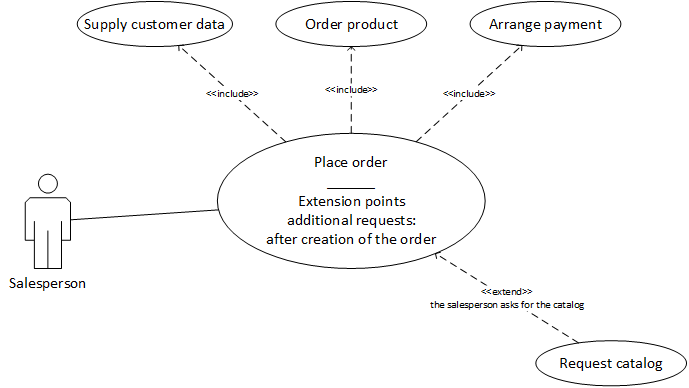 Supply customer data
Order product
Arrange payment
<<include>>
<<include>>
<<include>>
Place order
Extension points
additional requests:
after creation of the order
Salesperson
<<extend>>
the salesperson asks for the catalog
Request catalog